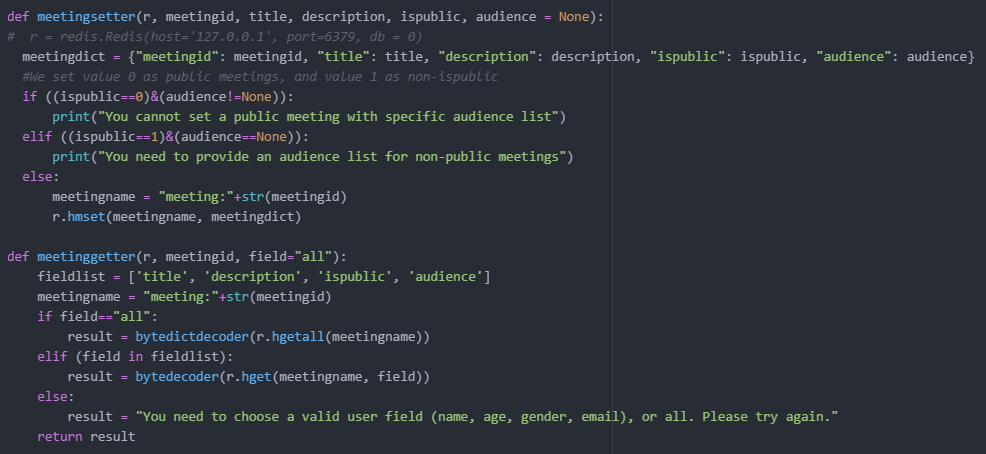 def meetingsetter(r, meetingid, title, description, ispublic, audience = None):
#  r = redis.Redis(host='127.0.0.1', port=6379, db = 0)
  meetingdict = {"meetingid": meetingid, "title": title, "description": description, "ispublic": ispublic, "audience": audience}
  #We set value 0 as public meetings, and value 1 as non-ispublic
  if ((ispublic==0)&(audience!=None)):
      print("You cannot set a public meeting with specific audience list")
  elif ((ispublic==1)&(audience==None)):
      print("You need to provide an audience list for non-public meetings")
  else:
      meetingname = "meeting:"+str(meetingid)
      r.hmset(meetingname, meetingdict)

def meetinggetter(r, meetingid, field="all"):
    fieldlist = ['title', 'description', 'ispublic', 'audience']
    meetingname = "meeting:"+str(meetingid)
    if field=="all":
        result = bytedictdecoder(r.hgetall(meetingname))
    elif (field in fieldlist):
        result = bytedecoder(r.hget(meetingname, field))
    else:
        result = "You need to choose a valid user field (name, age, gender, email), or all. Please try again."
    return result